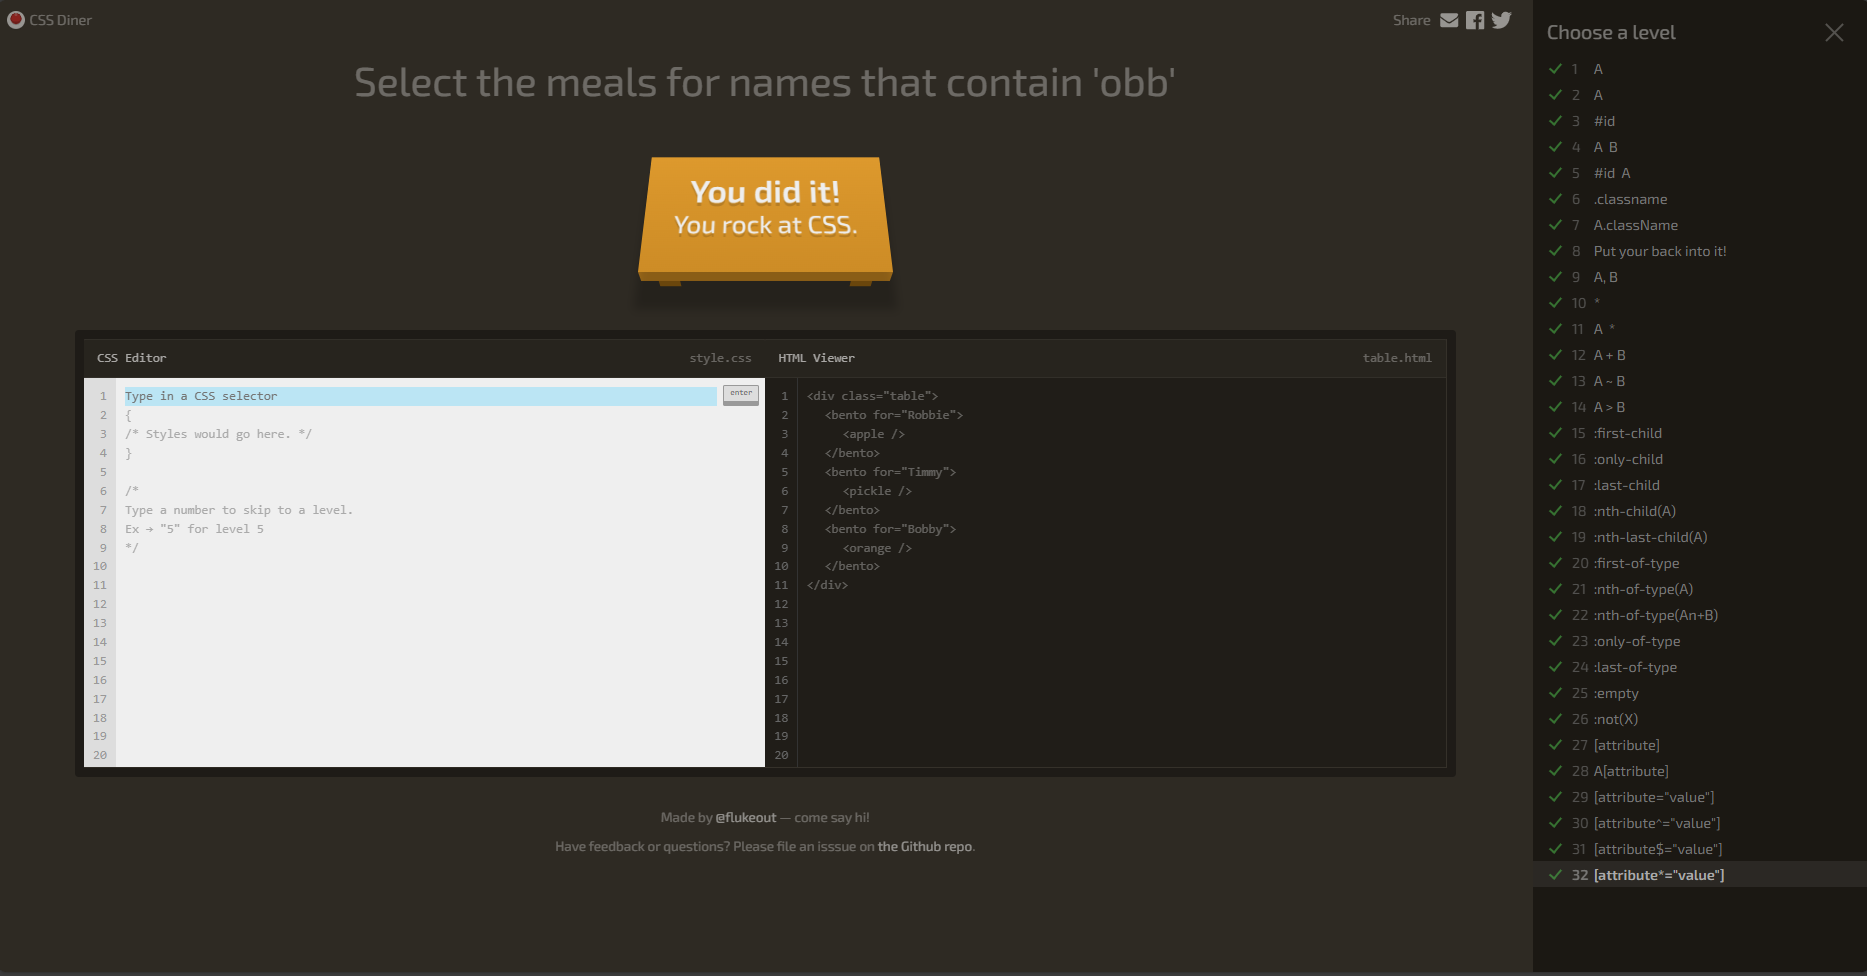 CSS Diner
Share
Select the meals for names that contain 'obb'
You did it!
You rock at CSS.
CSS Editor
style.css
HTML Viewer
table.html
1 Type in a CSS selector
enter
2 {
3 /* Styles would go here. */
4 }
5
6 /*
7 Type a number to skip to a level.
8 Ex → "5" for level 5
9 */
10
11
12
13
14
15
16
17
18
19
20
1 <div class="table">
2 <bento for="Robbie">
3 <apple />
4 </bento>
5 <bento for="Timmy">
6 <pickle />
7 </bento>
8 <bento for="Bobby">
9 <orange />
10 </bento>
11 </div>
12
13
14
15
16
17
18
19
20
Made by @flukeout — come say hi!
Have feedback or questions? Please file an isssue on the Github repo.
Choose a level
1 A
2 A
3 #id
4 A B
5 #id A
6 .classname
7 A.className
8 Put your back into it!
9 A, B
10 *
11 A *
12 A + B
13 A ~ B
14 A > B
15 :first-child
16 :only-child
17 :last-child
18 :nth-child(A)
19 :nth-last-child(A)
20 :first-of-type
21 :nth-of-type(A)
22 :nth-of-type(An+B)
23 :only-of-type
24 :last-of-type
25 :empty
26 :not(X)
27 [attribute]
28 A[attribute]
29 [attribute="value"]
30 [attribute^="value"]
31 [attribute$="value"]
32 [attribute*="value"]